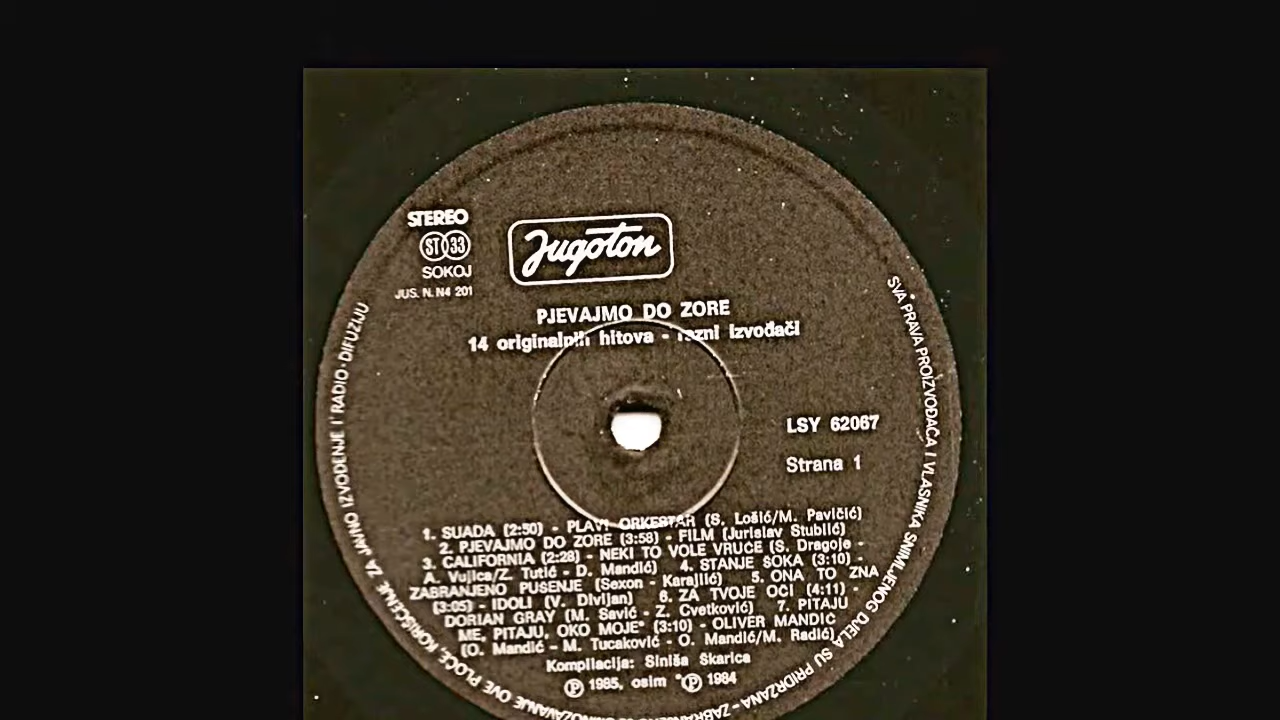 STEREO
ST 33
SOKOJ
JUS. N. N4 201
Jugoton
PJEVAJMO DO ZORE
14 originalnih hitova - razni izvođači
LSY 62067
Strana 1
1. SUADA (2:50) - PLAVI ORKESTAR (S. Lošić/M. Pavičić)
2. PJEVAJMO DO ZORE (3:58) - FILM (Jurislav Stublić)
3. CALIFORNIA (2:28) - NEKI TO VOLE VRUĆE (S. Dragoje -
A. Vujica/Z. Tutić - D. Mandić) 4. STANJE ŠOKA (3:10) -
ZABRANJENO PUŠENJE (Sexon - Karajlić) 5. ONA TO ZNA
(3:05) - IDOLI (V. Divljan) 6. ZA TVOJE OČI (4:11) -
DORIAN GRAY (M. Savić - Z. Cvetković) 7. PITAJU
ME, PITAJU, OKO MOJE* (3:10) - OLIVER MANDIĆ
(O. Mandić - M. Tucaković - O. Mandić/M. Radić)
Kompilacija: Siniša Škarica
Ⓟ 1985, osim *Ⓟ 1984
SVA PRAVA PROIZVOĐAČA I VLASNIKA SNIMLJENOG DJELA SU PRIDRŽANA - OVE PLOČE, KORIŠĆENJE ZA JAVNO IZVOĐENJE I RADIO-DIFUZIJU